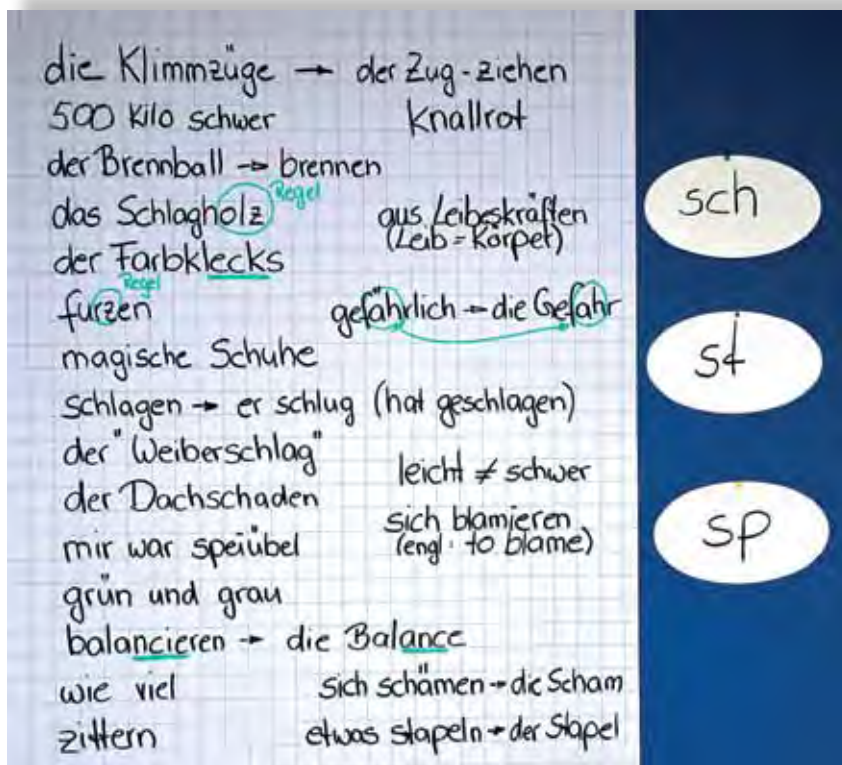 die Klimmzüge → der Zug - ziehen
500 Kilo schwer knallrot
der Brennball → brennen
Regel
das Schlagholz aus Leibeskräften
(Leib = Körper)
der Farbklecks
Regel
furzen gefährlich → die Gefahr
magische Schuhe
schlagen → er schlug (hat geschlagen)
der "Weiberschlag"
leicht ≠ schwer
der Dachschaden
sich blamieren
mir war speiübel (engl. to blame)
grün und grau
balancieren → die Balance
wie viel sich schämen → die Scham
zittern etwas stapeln → der Stapel
sch
st
sp